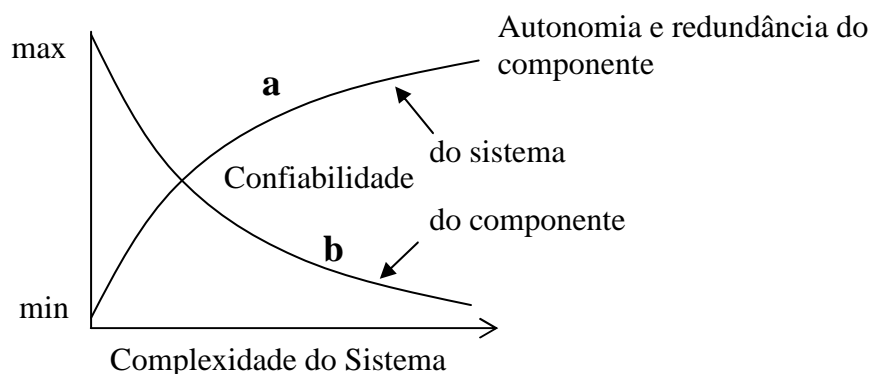 Autonomia e redundância do
componente
max
a
do sistema
Confiabilidade
do componente
b
min
Complexidade do Sistema